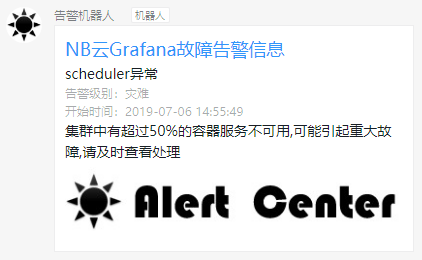 告警机器人 机器人
NB云Grafana故障告警信息
scheduler异常
告警级别：灾难
开始时间：2019-07-06 14:55:49
集群中有超过50%的容器服务不可用,可能引起重大故
障,请及时查看处理
Alert Center